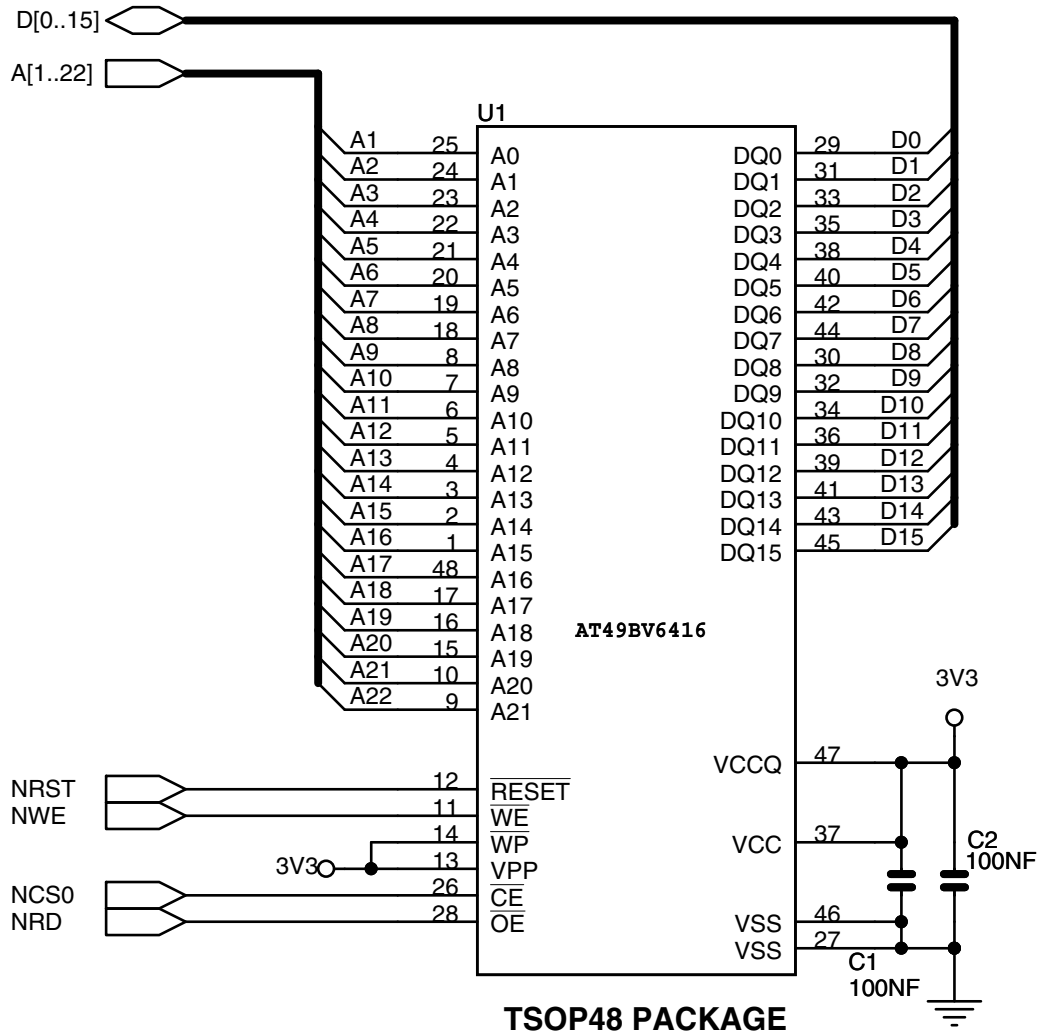 D[0..15]
A[1..22]
U1
A1 25 A0 DQ0 29 D0
A2 24 A1 DQ1 31 D1
A3 23 A2 DQ2 33 D2
A4 22 A3 DQ3 35 D3
A5 21 A4 DQ4 38 D4
A6 20 A5 DQ5 40 D5
A7 19 A6 DQ6 42 D6
A8 18 A7 DQ7 44 D7
A9 8 A8 DQ8 30 D8
A10 7 A9 DQ9 32 D9
A11 6 A10 DQ10 34 D10
A12 5 A11 DQ11 36 D11
A13 4 A12 DQ12 39 D12
A14 3 A13 DQ13 41 D13
A15 2 A14 DQ14 43 D14
A16 1 A15 DQ15 45 D15
A17 48 A16
A18 17 A17
A19 16 A18
AT49BV6416
A20 15 A19
A21 10 A20
A22 9 A21
3V3
VCCQ 47
NRST 12 RESET
NWE 11 WE
14 WP
VCC 37
C2
100NF
3V3 13 VPP
NCS0 26 CE
NRD 28 OE
VSS 46
VSS 27
C1
100NF
TSOP48 PACKAGE